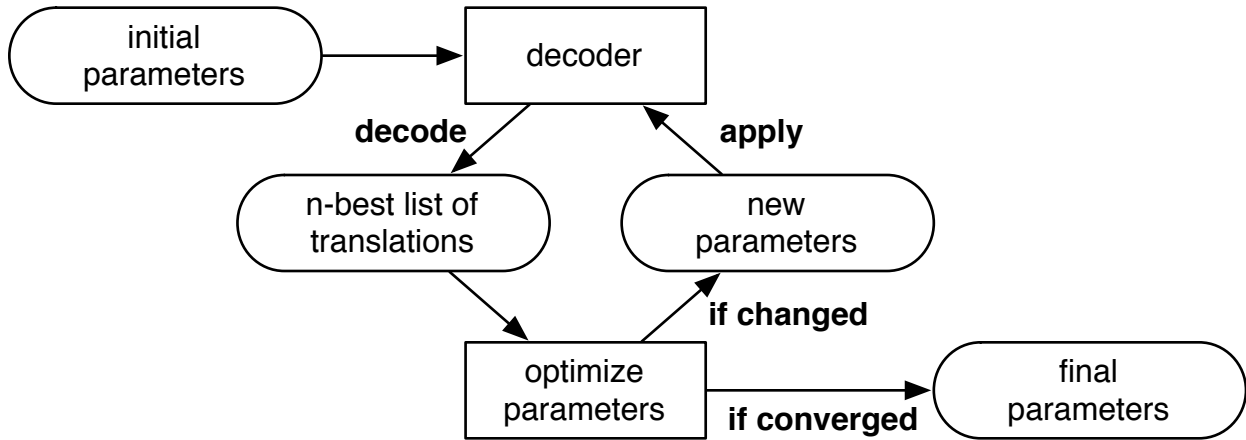 initial
parameters
decoder
decode
apply
n-best list of
translations
new
parameters
if changed
optimize
parameters
if converged
final
parameters